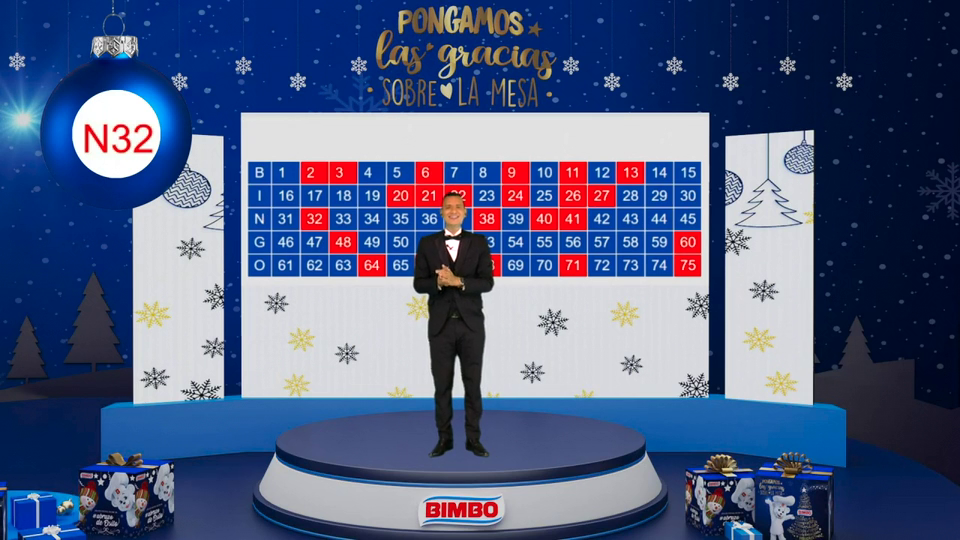 PONGAMOS
las gracias
SOBRE LA MESA
N32
B 1 2 3 4 5 6 7 8 9 10 11 12 13 14 15
I 16 17 18 19 20 21 22 23 24 25 26 27 28 29 30
N 31 32 33 34 35 36 38 39 40 41 42 43 44 45
G 46 47 48 49 50 54 55 56 57 58 59 60
O 61 62 63 64 65 69 70 71 72 73 74 75
BIMBO